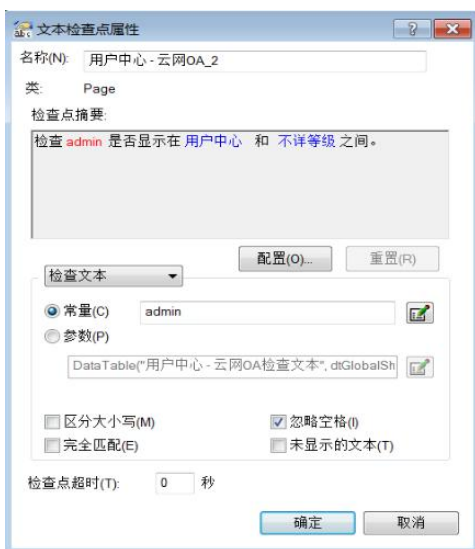 文本检查点属性
名称(N): 用户中心 - 云网OA_2
类: Page
检查点摘要:
检查 admin 是否显示在 用户中心 和 不详等级 之间。
配置(O)... 重置(R)
检查文本
常量(C) admin
参数(P)
DataTable("用户中心 - 云网OA检查文本", dtGlobalSh
区分大小写(M) 忽略空格(I)
完全匹配(E) 未显示的文本(T)
检查点超时(T): 0 秒
确定 取消